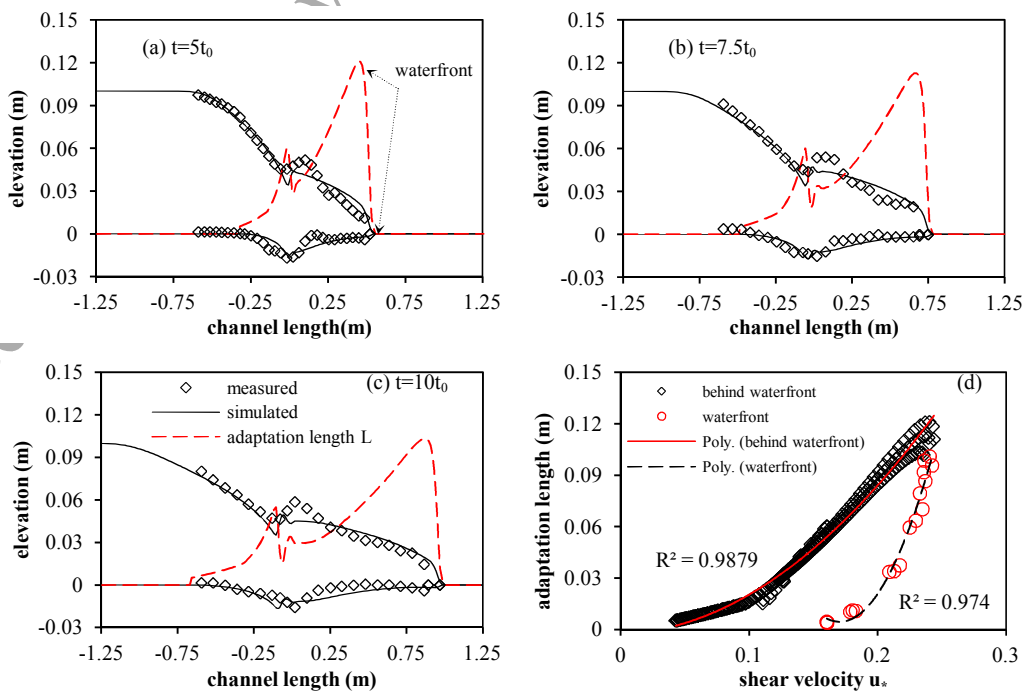 0.15
0.12
0.09
0.06
0.03
0
-0.03
elevation (m)
(a) t=5t₀
waterfront
-1.25 -0.75 -0.25 0.25 0.75 1.25
channel length(m)
0.15
0.12
0.09
0.06
0.03
0
-0.03
elevation (m)
(b) t=7.5t₀
-1.25 -0.75 -0.25 0.25 0.75 1.25
channel length (m)
0.15
0.12
0.09
0.06
0.03
0
-0.03
elevation (m)
measured
(c) t=10t₀
simulated
adaptation length L
-1.25 -0.75 -0.25 0.25 0.75 1.25
channel length (m)
0.15
0.12
0.09
0.06
0.03
0
adaptation length (m)
(d)
behind waterfront
waterfront
Poly. (behind waterfront)
Poly. (waterfront)
R² = 0.9879
R² = 0.974
0 0.1 0.2 0.3
shear velocity u*